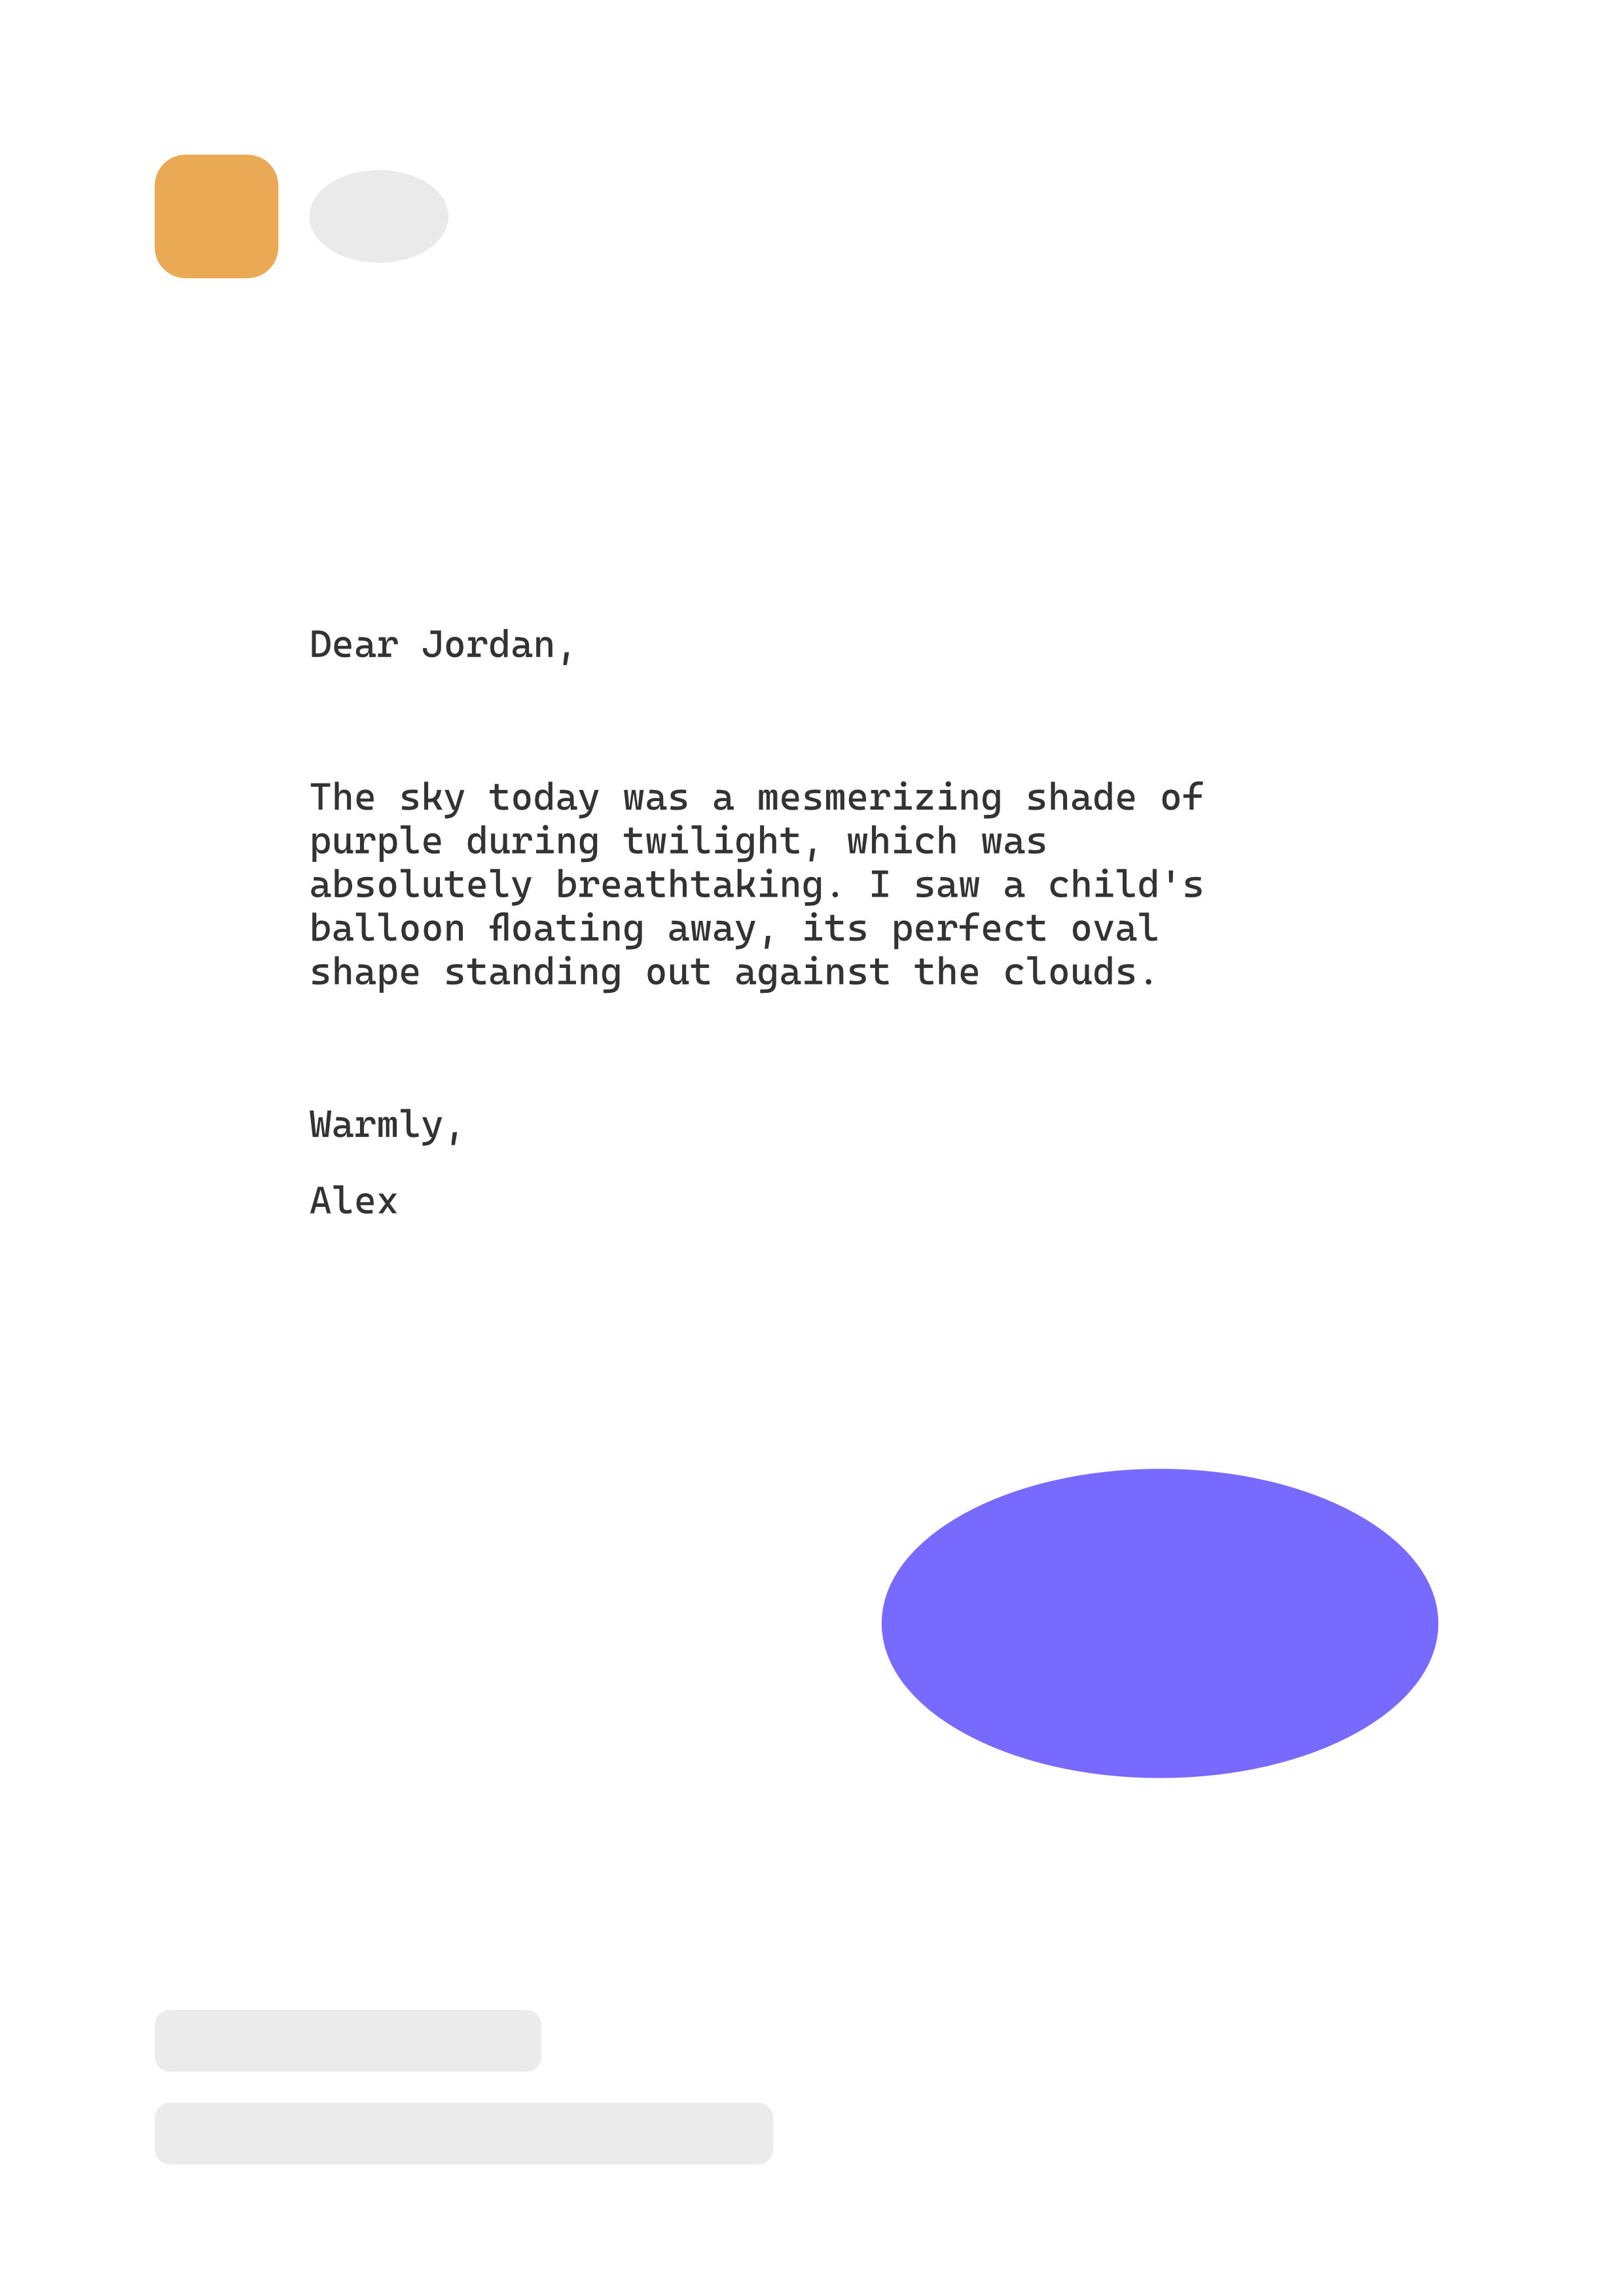 Dear Jordan,
The sky today was a mesmerizing shade of
purple during twilight, which was
absolutely breathtaking. I saw a child's
balloon floating away, its perfect oval
shape standing out against the clouds.
Warmly,
Alex